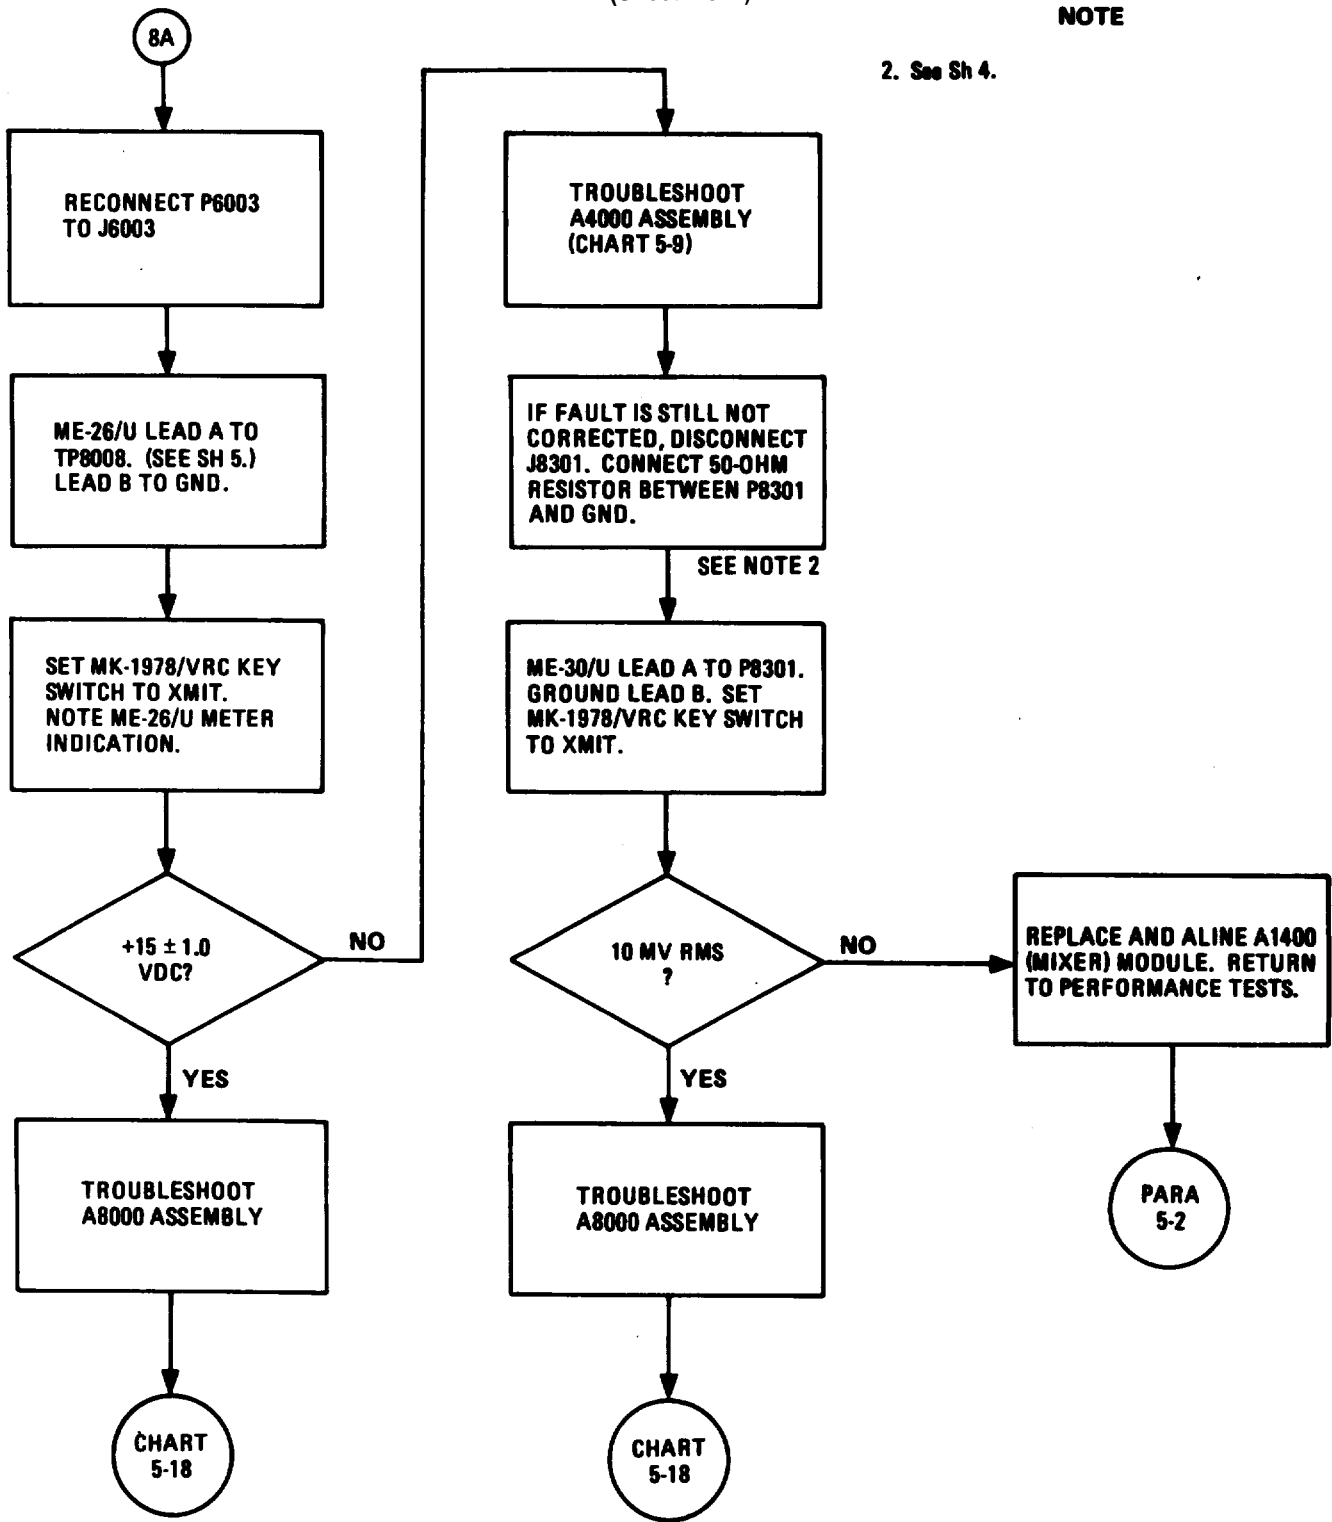 NOTE
2. See Sh 4.
8A
RECONNECT P6003
TO J6003
ME-26/U LEAD A TO
TP8008. (SEE SH 5.)
LEAD B TO GND.
SET MK-1978/VRC KEY
SWITCH TO XMIT.
NOTE ME-26/U METER
INDICATION.
+15 ± 1.0
VDC?
NO
YES
TROUBLESHOOT
A8000 ASSEMBLY
CHART
5-18
TROUBLESHOOT
A4000 ASSEMBLY
(CHART 5-9)
IF FAULT IS STILL NOT
CORRECTED, DISCONNECT
J8301. CONNECT 50-OHM
RESISTOR BETWEEN P8301
AND GND.
SEE NOTE 2
ME-30/U LEAD A TO P8301.
GROUND LEAD B. SET
MK-1978/VRC KEY SWITCH
TO XMIT.
10 MV RMS
?
NO
YES
TROUBLESHOOT
A8000 ASSEMBLY
CHART
5-18
REPLACE AND ALINE A1400
(MIXER) MODULE. RETURN
TO PERFORMANCE TESTS.
PARA
5-2